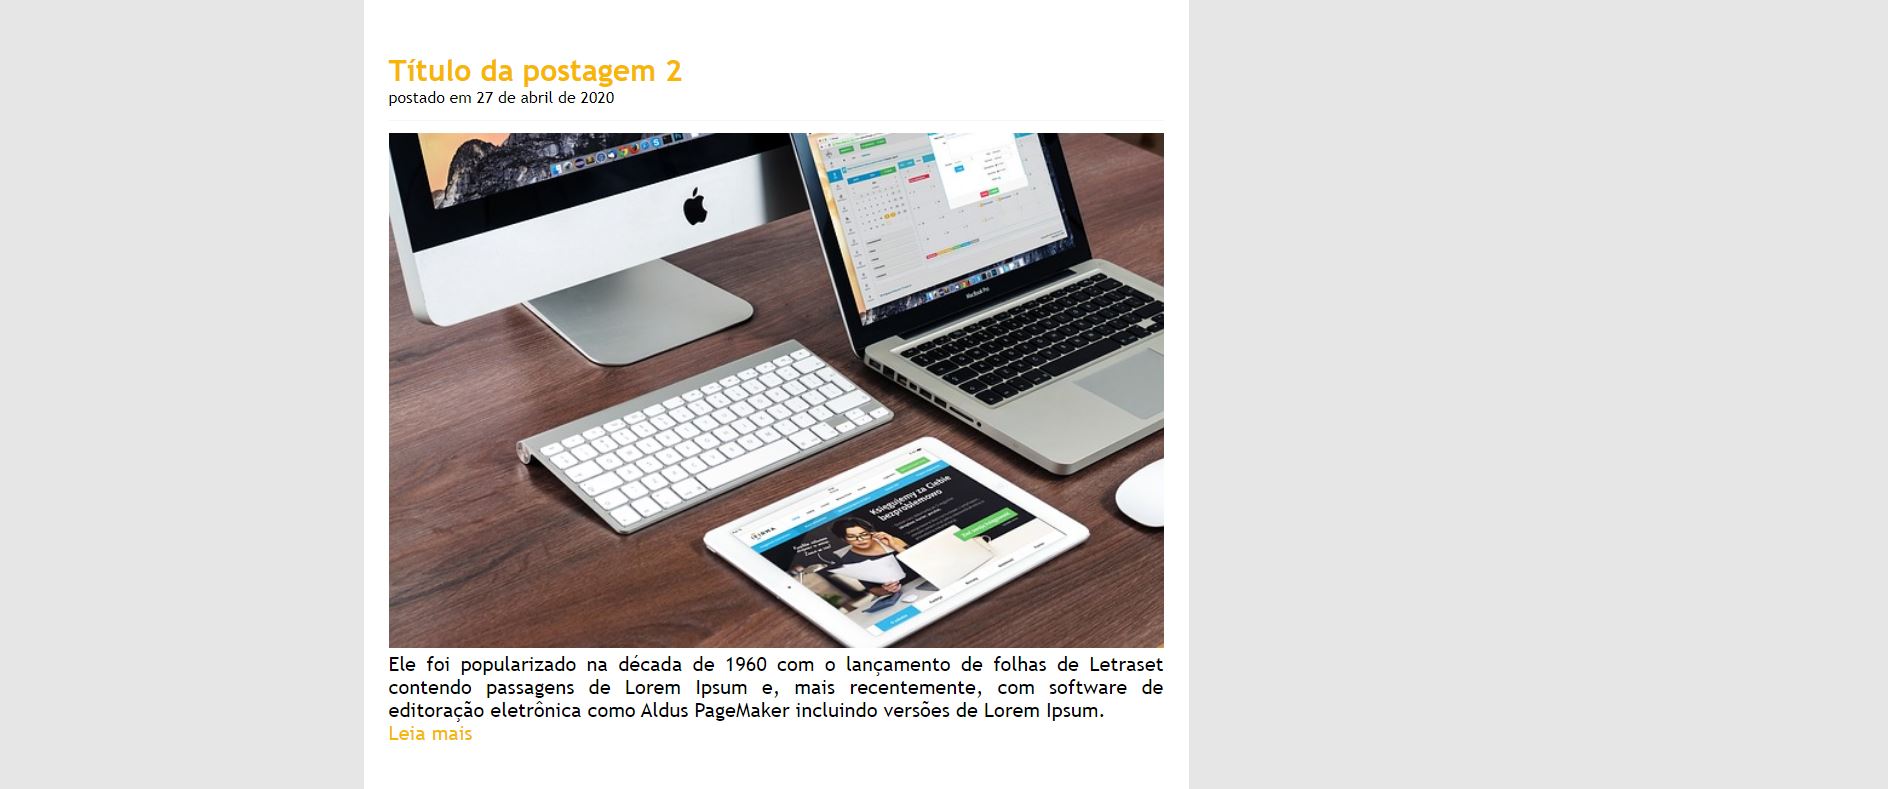 Título da postagem 2
postado em 27 de abril de 2020
MacBook Pro
Księgujemy za Ciebie
bezproblemowo
Ele foi popularizado na década de 1960 com o lançamento de folhas de Letraset
contendo passagens de Lorem Ipsum e, mais recentemente, com software de
editoração eletrônica como Aldus PageMaker incluindo versões de Lorem Ipsum.
Leia mais